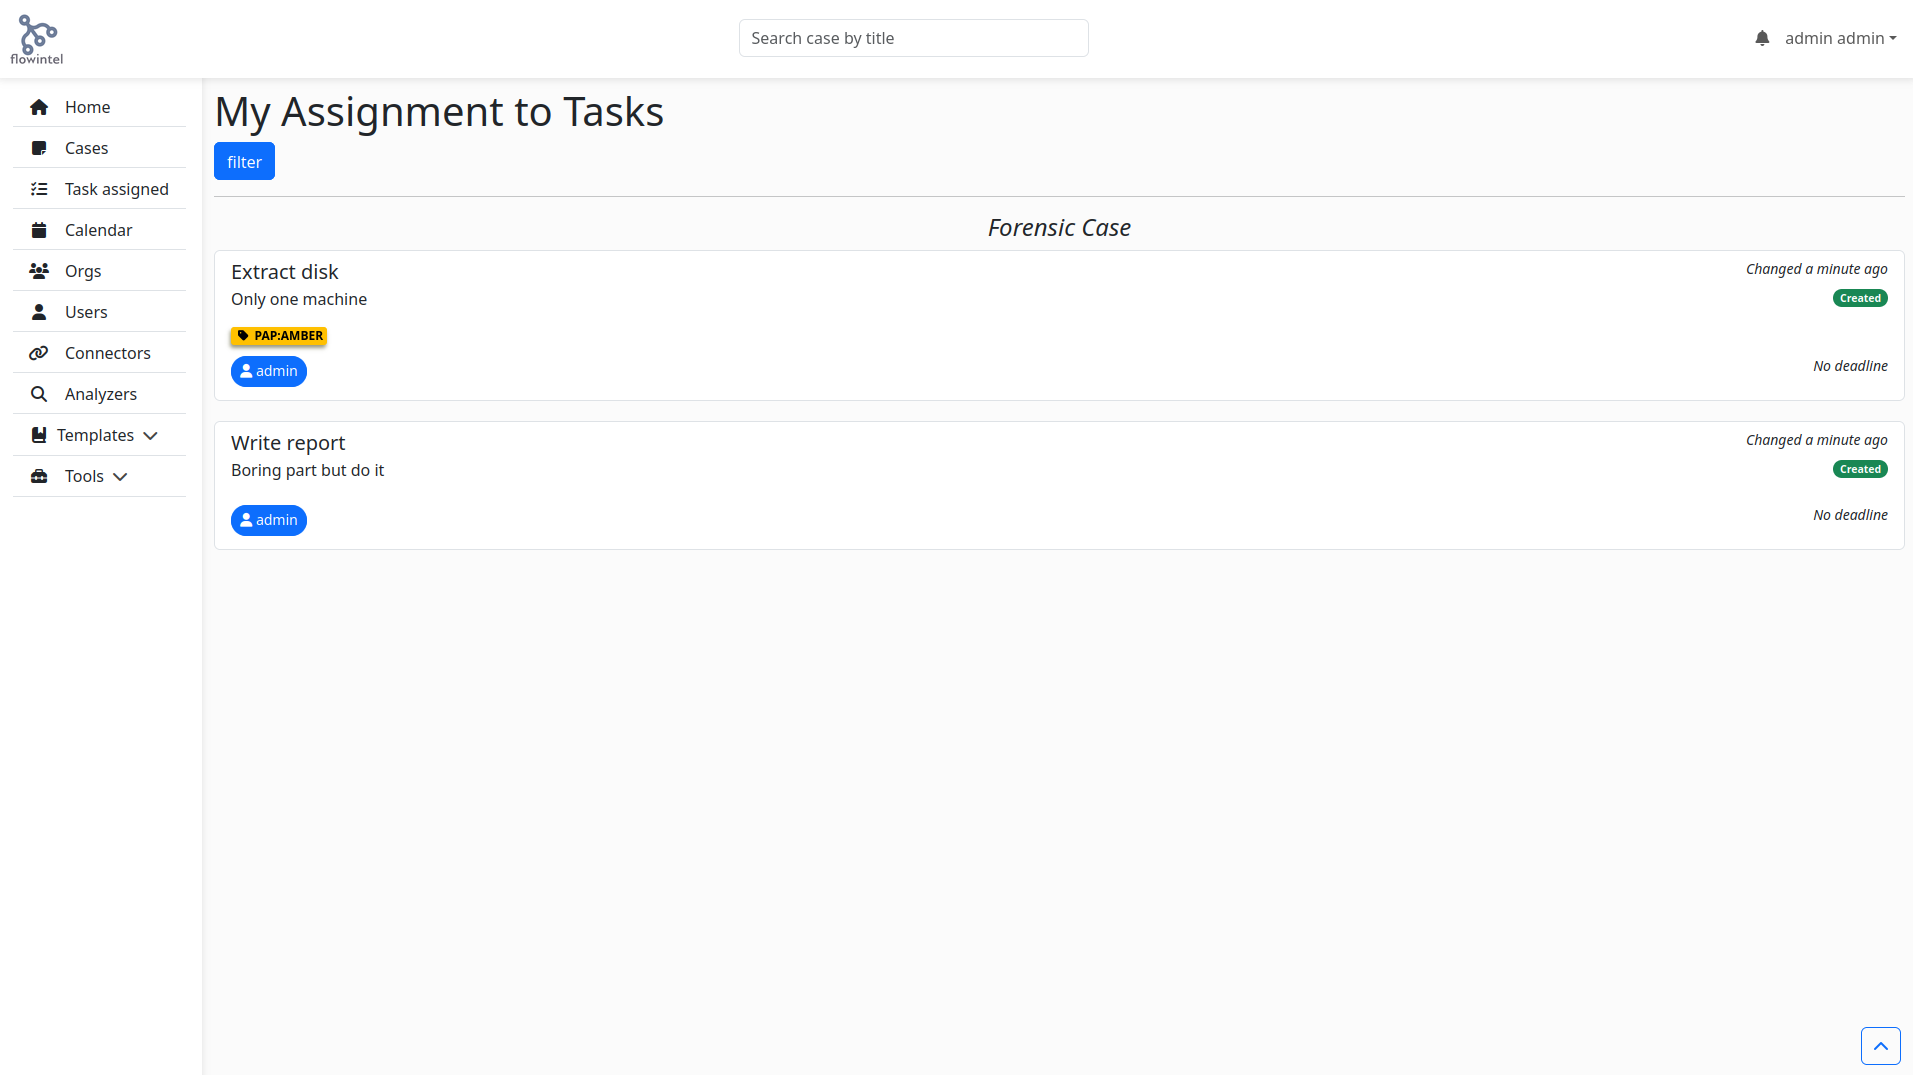 flowintel
Search case by title
admin admin
Home
Cases
Task assigned
Calendar
Orgs
Users
Connectors
Analyzers
Templates
Tools
My Assignment to Tasks
filter
Forensic Case
Extract disk
Changed a minute ago
Only one machine
Created
PAP:AMBER
admin
No deadline
Write report
Changed a minute ago
Boring part but do it
Created
admin
No deadline